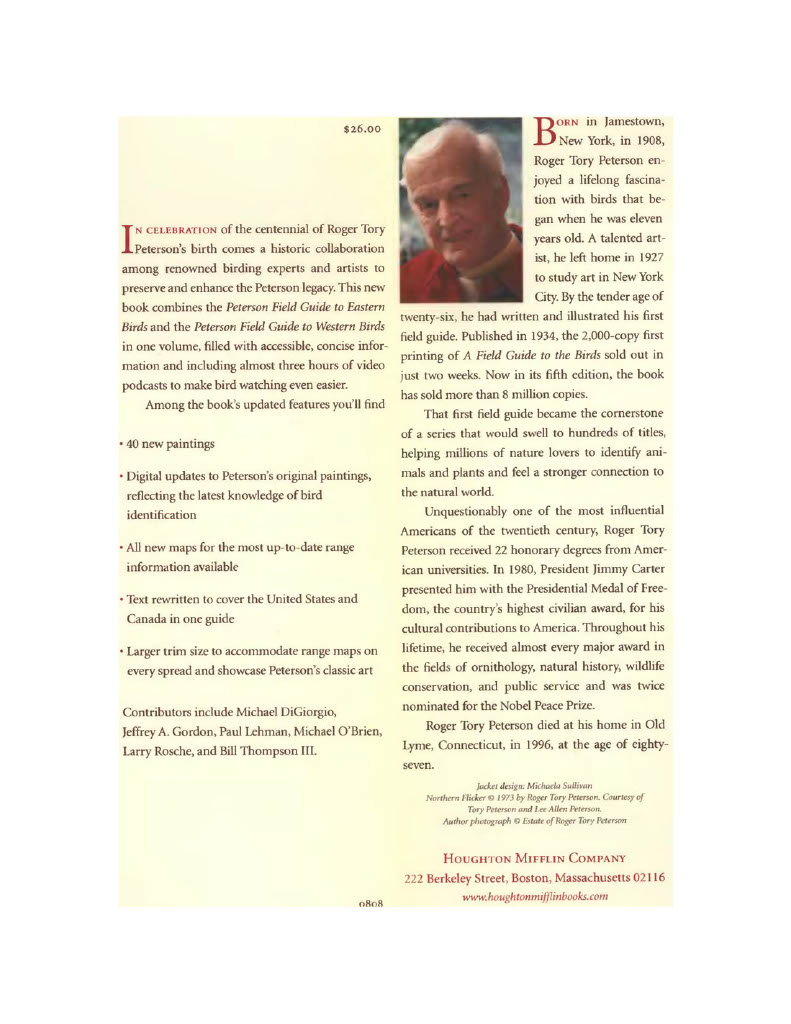 $26.00
IN CELEBRATION of the centennial of Roger Tory
Peterson's birth comes a historic collaboration
among renowned birding experts and artists to
preserve and enhance the Peterson legacy. This new
book combines the Peterson Field Guide to Eastern
Birds and the Peterson Field Guide to Western Birds
in one volume, filled with accessible, concise infor-
mation and including almost three hours of video
podcasts to make bird watching even easier.
Among the book's updated features you'll find
• 40 new paintings
• Digital updates to Peterson's original paintings,
reflecting the latest knowledge of bird
identification
• All new maps for the most up-to-date range
information available
• Text rewritten to cover the United States and
Canada in one guide
• Larger trim size to accommodate range maps on
every spread and showcase Peterson's classic art
Contributors include Michael DiGiorgio,
Jeffrey A. Gordon, Paul Lehman, Michael O'Brien,
Larry Rosche, and Bill Thompson III.
0808
BORN in Jamestown,
New York, in 1908,
Roger Tory Peterson en-
joyed a lifelong fascina-
tion with birds that be-
gan when he was eleven
years old. A talented art-
ist, he left home in 1927
to study art in New York
City. By the tender age of
twenty-six, he had written and illustrated his first
field guide. Published in 1934, the 2,000-copy first
printing of A Field Guide to the Birds sold out in
just two weeks. Now in its fifth edition, the book
has sold more than 8 million copies.
That first field guide became the cornerstone
of a series that would swell to hundreds of titles,
helping millions of nature lovers to identify ani-
mals and plants and feel a stronger connection to
the natural world.
Unquestionably one of the most influential
Americans of the twentieth century, Roger Tory
Peterson received 22 honorary degrees from Amer-
ican universities. In 1980, President Jimmy Carter
presented him with the Presidential Medal of Free-
dom, the country's highest civilian award, for his
cultural contributions to America. Throughout his
lifetime, he received almost every major award in
the fields of ornithology, natural history, wildlife
conservation, and public service and was twice
nominated for the Nobel Peace Prize.
Roger Tory Peterson died at his home in Old
Lyme, Connecticut, in 1996, at the age of eighty-
seven.
Jacket design: Michaela Sullivan
Northern Flicker © 1973 by Roger Tory Peterson. Courtesy of
Tory Peterson and Lee Allen Peterson.
Author photograph © Estate of Roger Tory Peterson
HOUGHTON MIFFLIN COMPANY
222 Berkeley Street, Boston, Massachusetts 02116
www.houghtonmifflinbooks.com